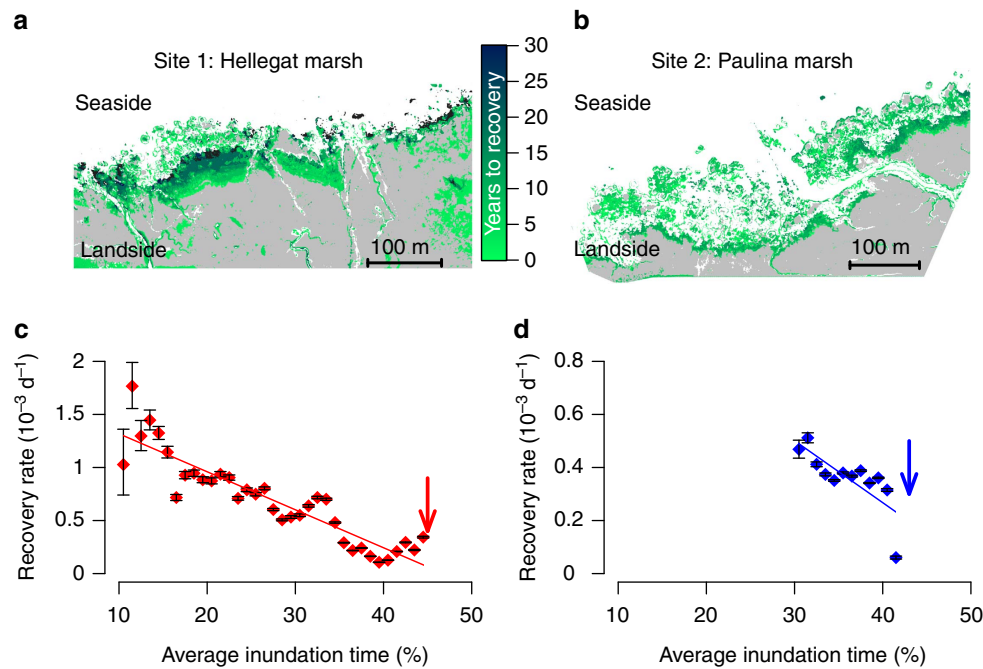 a
Site 1: Hellegat marsh
Seaside
Landside
100 m
30
25
20
15
10
5
0
Years to recovery
b
Site 2: Paulina marsh
Seaside
Landside
100 m
c
Recovery rate (10⁻³ d⁻¹)
2
1.5
1
0.5
0
10 20 30 40 50
Average inundation time (%)
d
Recovery rate (10⁻³ d⁻¹)
0.8
0.6
0.4
0.2
0
10 20 30 40 50
Average inundation time (%)